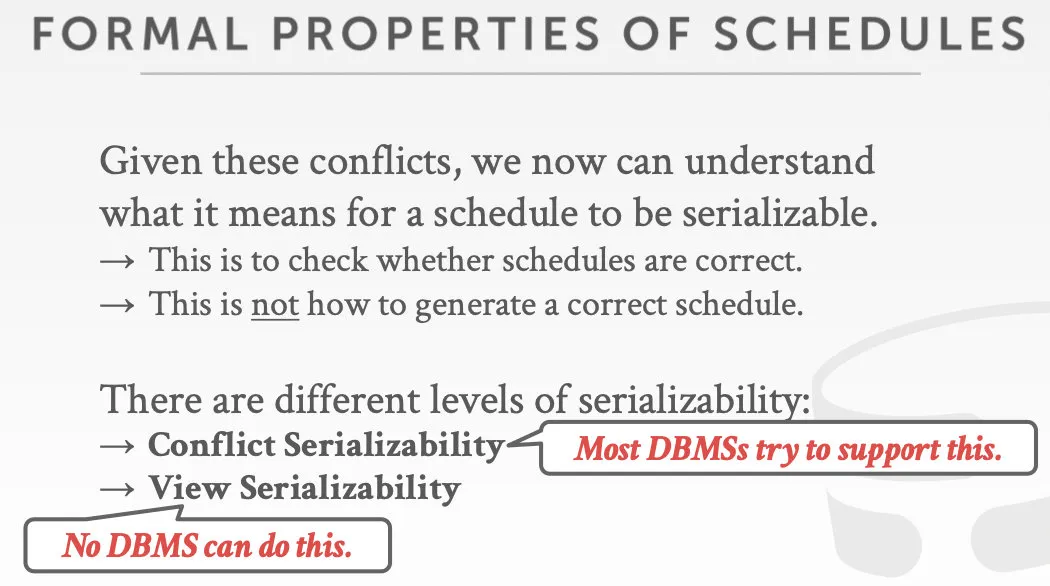 FORMAL PROPERTIES OF SCHEDULES
Given these conflicts, we now can understand
what it means for a schedule to be serializable.
→ This is to check whether schedules are correct.
→ This is not how to generate a correct schedule.
There are different levels of serializability:
→ Conflict Serializability
Most DBMSs try to support this.
→ View Serializability
No DBMS can do this.